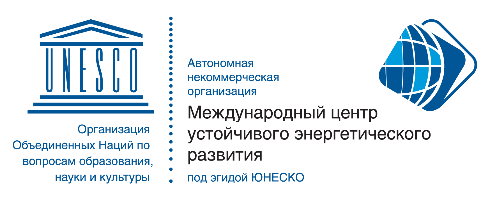 UNESCO
Организация
Объединенных Наций по
вопросам образования,
науки и культуры
Автономная
некоммерческая
организация
Международный центр
устойчивого энергетического
развития
под эгидой ЮНЕСКО